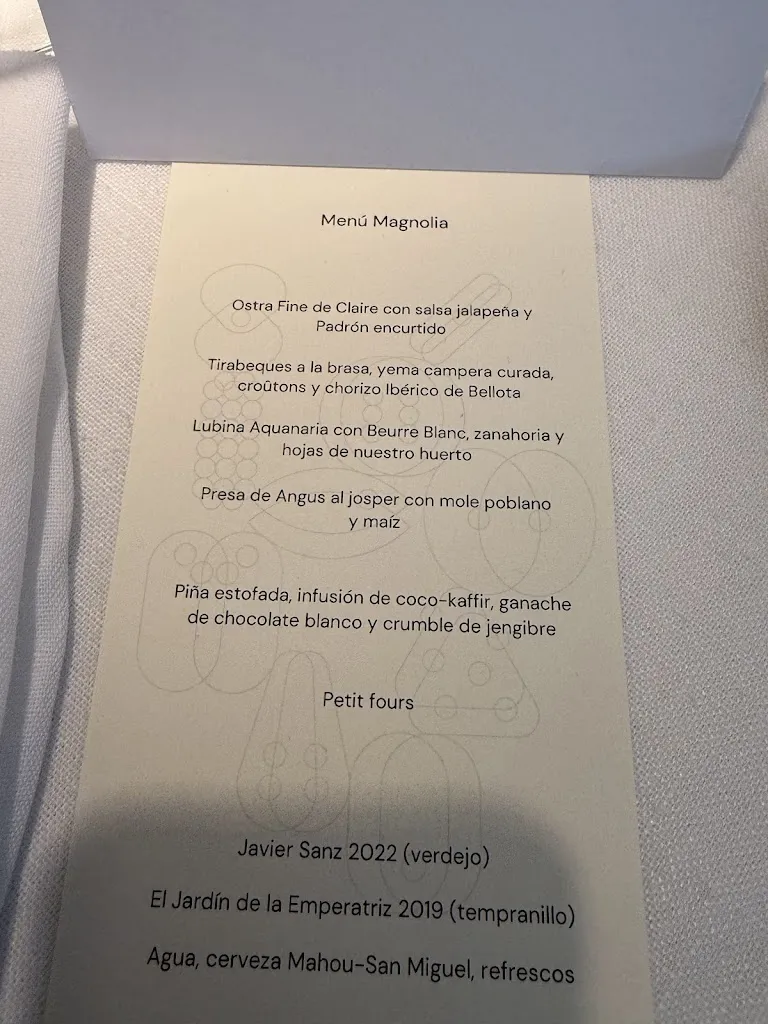 Menú Magnolia
Ostra Fine de Claire con salsa jalapeña y
Padrón encurtido
Tirabeques a la brasa, yema campera curada,
croûtons y chorizo Ibérico de Bellota
Lubina Aquanaria con Beurre Blanc, zanahoria y
hojas de nuestro huerto
Presa de Angus al josper con mole poblano
y maíz
Piña estofada, infusión de coco-kaffir, ganache
de chocolate blanco y crumble de jengibre
Petit fours
Javier Sanz 2022 (verdejo)
El Jardín de la Emperatriz 2019 (tempranillo)
Agua, cerveza Mahou-San Miguel, refrescos